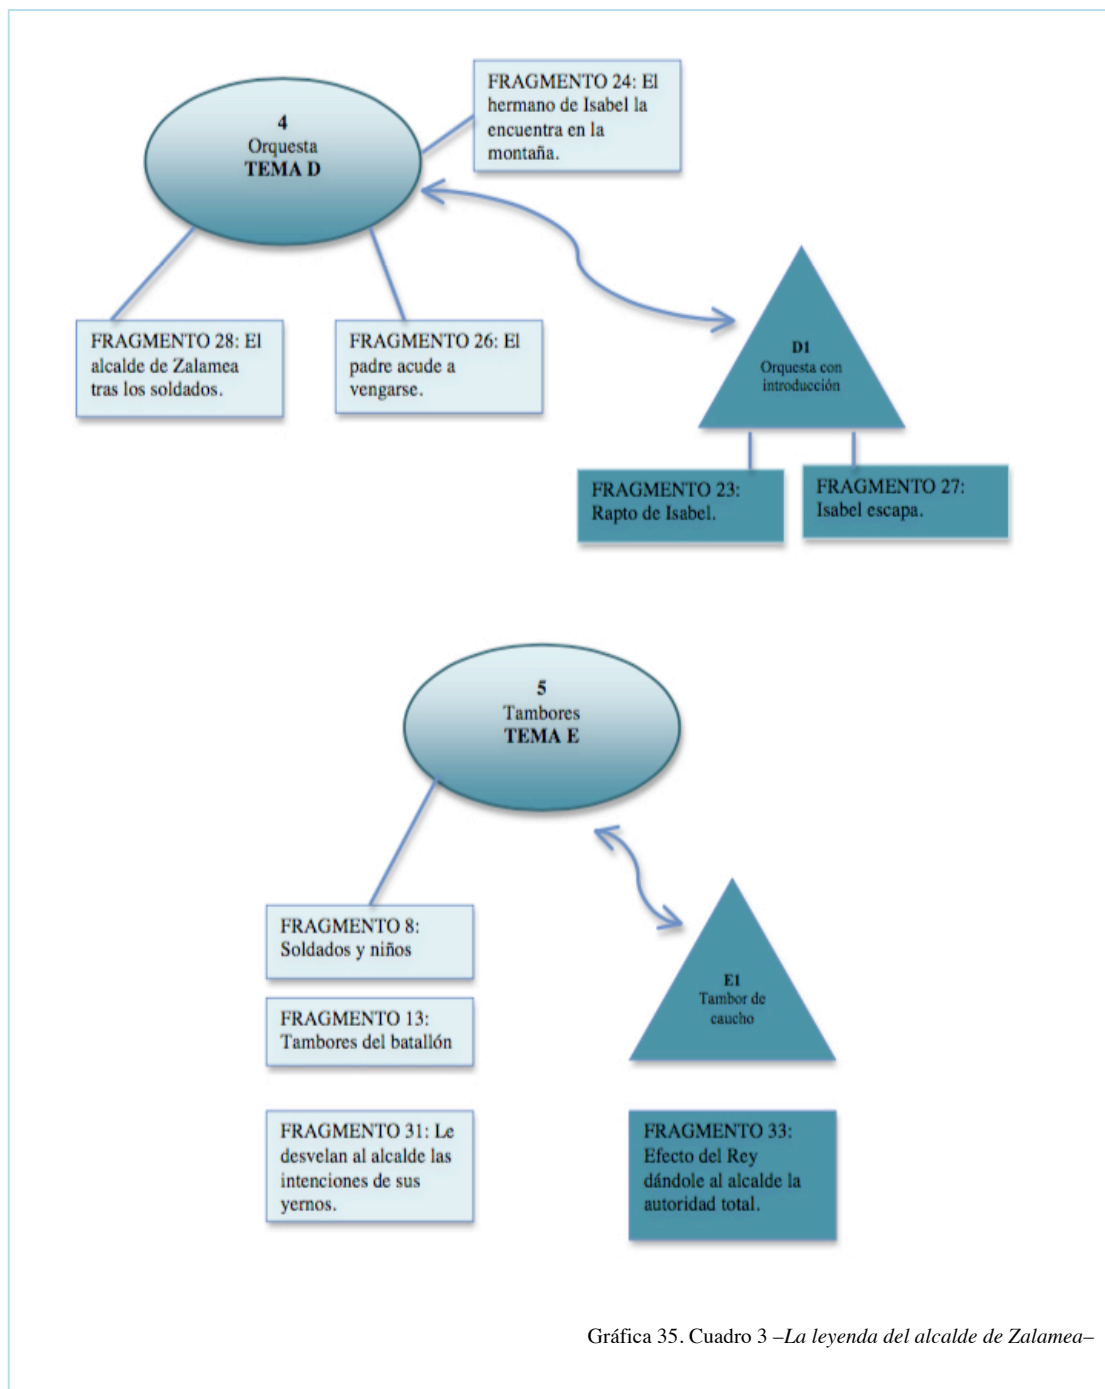 4
Orquesta
TEMA D
FRAGMENTO 24: El
hermano de Isabel la
encuentra en la
montaña.
FRAGMENTO 28: El
alcalde de Zalamea
tras los soldados.
FRAGMENTO 26: El
padre acude a
vengarse.
D1
Orquesta con
introducción
FRAGMENTO 23:
Rapto de Isabel.
FRAGMENTO 27:
Isabel escapa.
5
Tambores
TEMA E
FRAGMENTO 8:
Soldados y niños
FRAGMENTO 13:
Tambores del batallón
FRAGMENTO 31: Le
desvelan al alcalde las
intenciones de sus
yernos.
E1
Tambor de
caucho
FRAGMENTO 33:
Efecto del Rey
dándole al alcalde la
autoridad total.
Gráfica 35. Cuadro 3 –La leyenda del alcalde de Zalamea–